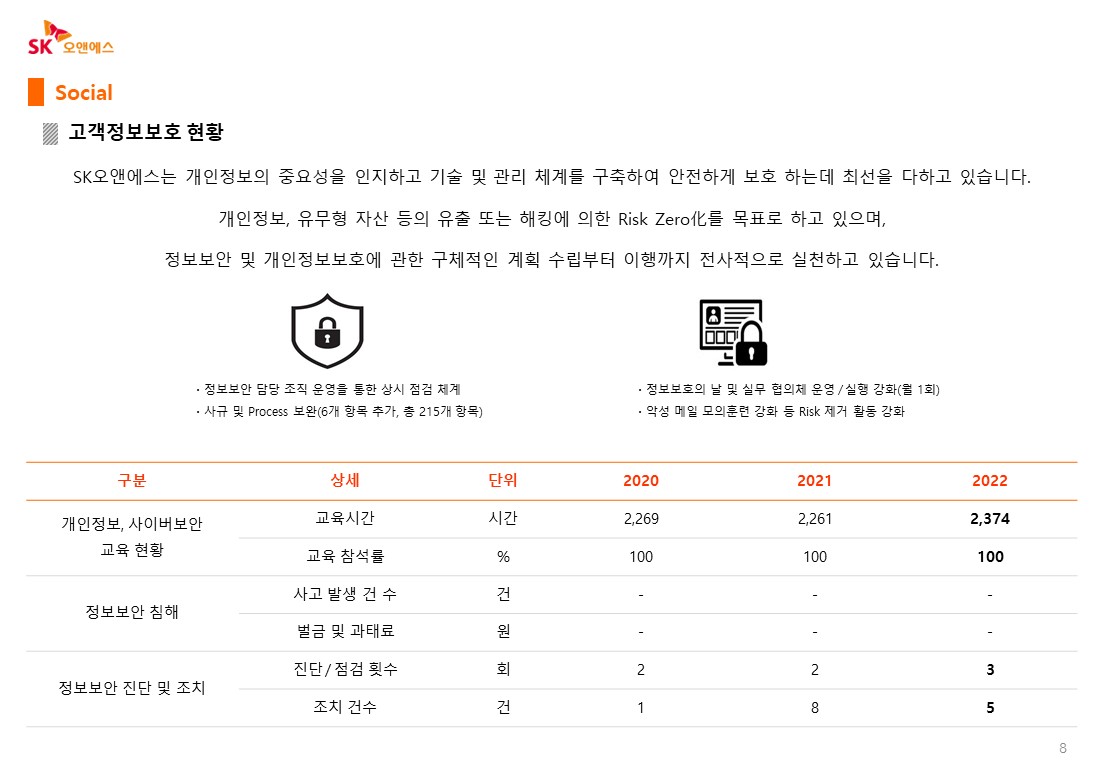 SK 오앤에스
Social
고객정보보호 현황
SK오앤에스는 개인정보의 중요성을 인지하고 기술 및 관리 체계를 구축하여 안전하게 보호 하는데 최선을 다하고 있습니다.
개인정보, 유무형 자산 등의 유출 또는 해킹에 의한 Risk Zero化를 목표로 하고 있으며,
정보보안 및 개인정보보호에 관한 구체적인 계획 수립부터 이행까지 전사적으로 실천하고 있습니다.
· 정보보안 담당 조직 운영을 통한 상시 점검 체계
· 사규 및 Process 보완(6개 항목 추가, 총 215개 항목)
· 정보보호의 날 및 실무 협의체 운영/실행 강화(월 1회)
· 악성 메일 모의훈련 강화 등 Risk 제거 활동 강화
구분 상세 단위 2020 2021 2022
개인정보, 사이버보안
교육 현황
교육시간 시간 2,269 2,261 2,374
교육 참석률 % 100 100 100
정보보안 침해
사고 발생 건 수 건 - - -
벌금 및 과태료 원 - - -
정보보안 진단 및 조치
진단/점검 횟수 회 2 2 3
조치 건수 건 1 8 5
8